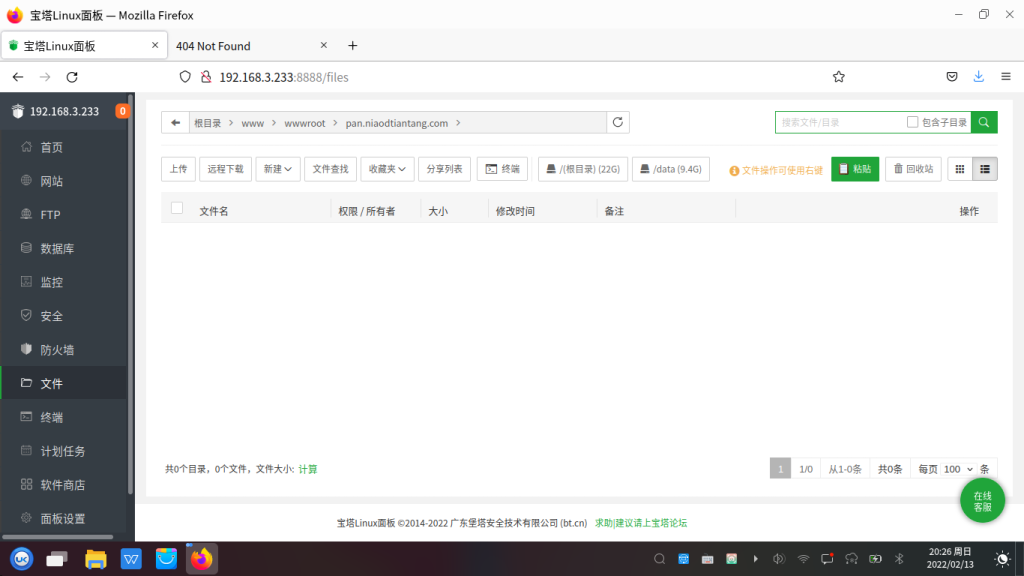 宝塔Linux面板 — Mozilla Firefox
宝塔Linux面板
404 Not Found
192.168.3.233:8888/files
192.168.3.233
0
首页
网站
FTP
数据库
监控
安全
防火墙
文件
终端
计划任务
软件商店
面板设置
根目录 www wwwroot pan.niaodtiantang.com
搜索文件/目录 包含子目录
上传 远程下载 新建 文件查找 收藏夹 分享列表 终端 /(根目录) (22G) /data (9.4G) 文件操作可使用右键 粘贴 回收站
文件名 权限 / 所有者 大小 修改时间 备注 操作
共0个目录，0个文件，文件大小: 计算
1 1/0 从1-0条 共0条 每页 100 条
在线
客服
宝塔Linux面板 ©2014-2022 广东堡塔安全技术有限公司 (bt.cn) 求助|建议请上宝塔论坛
20:26 周日
2022/02/13